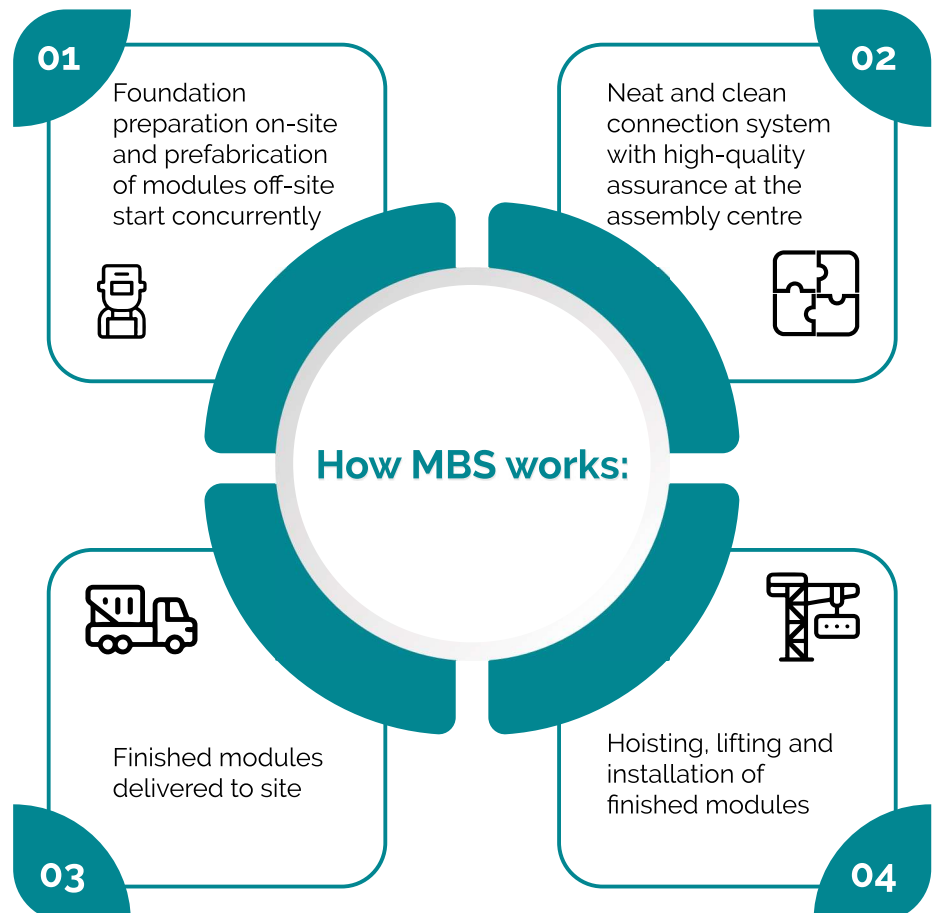 01
Foundation
preparation on-site
and prefabrication
of modules off-site
start concurrently
02
Neat and clean
connection system
with high-quality
assurance at the
assembly centre
How MBS works:
03
Finished modules
delivered to site
04
Hoisting, lifting and
installation of
finished modules